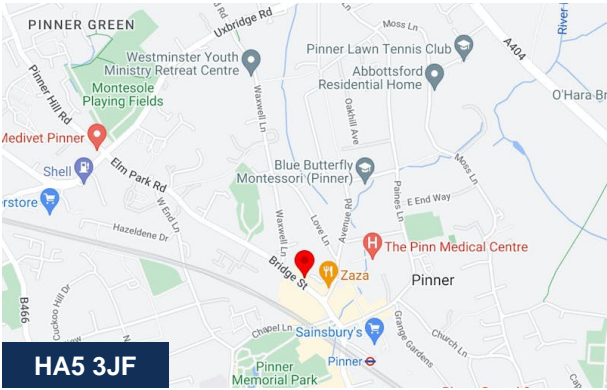 PINNER GREEN
Uxbridge Rd
Moss Ln
River
A404
Pinner Hill Rd
Westminster Youth
Ministry Retreat Centre
Pinner Lawn Tennis Club
Abbottsford
Residential Home
O'Hara Br
Montesole
Playing Fields
Waxwell Ln
Oakhill Ave
Medivet Pinner
Shell
Elm Park Rd
Blue Butterfly
Montessori (Pinner)
Moss Ln
erstore
W End Ln
Paines Ln
E End Way
Hazeldene Dr
Waxwell Ln
Love Ln
Avenue Rd
H
The Pinn Medical Centre
Bridge St
Zaza
Pinner
B466
Cuckoo Hill Dr
Chapel Ln
Sainsbury's
Grange Gardens
Church Ln
Pinner
Pinner
Memorial Park
HA5 3JF